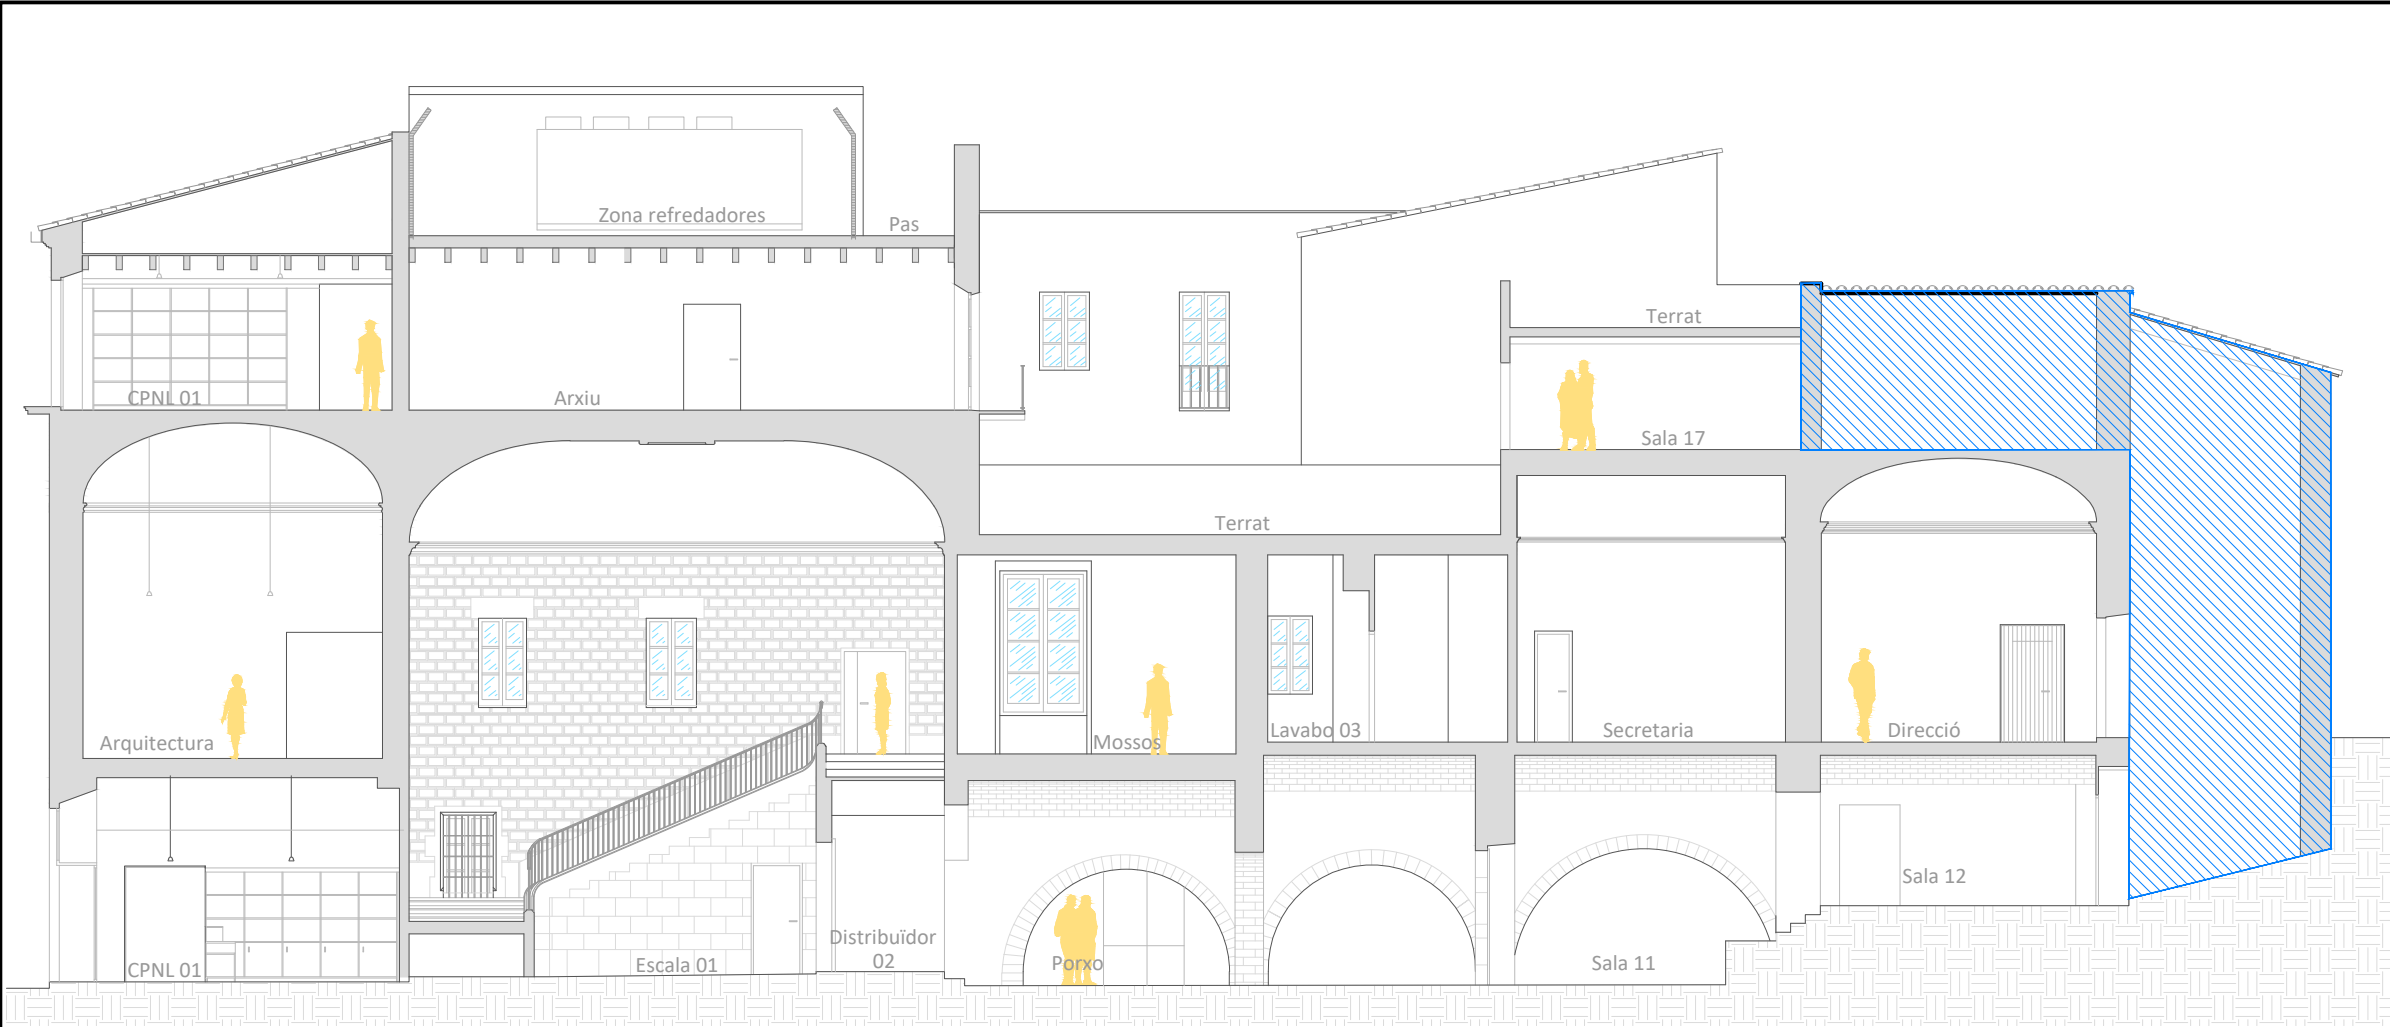 Zona refredadores
Pas
Terrat
CPNL 01
Arxiu
Sala 17
Terrat
Arquitectura
Mossos
Lavabo 03
Secretaria
Direcció
Sala 12
Distribuïdor
02
CPNL 01
Escala 01
Porxo
Sala 11